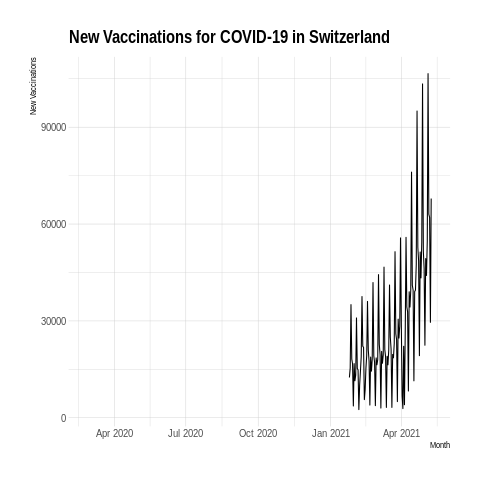 New Vaccinations for COVID-19 in Switzerland
New Vaccinations
90000
60000
30000
0
Apr 2020 Jul 2020 Oct 2020 Jan 2021 Apr 2021
Month